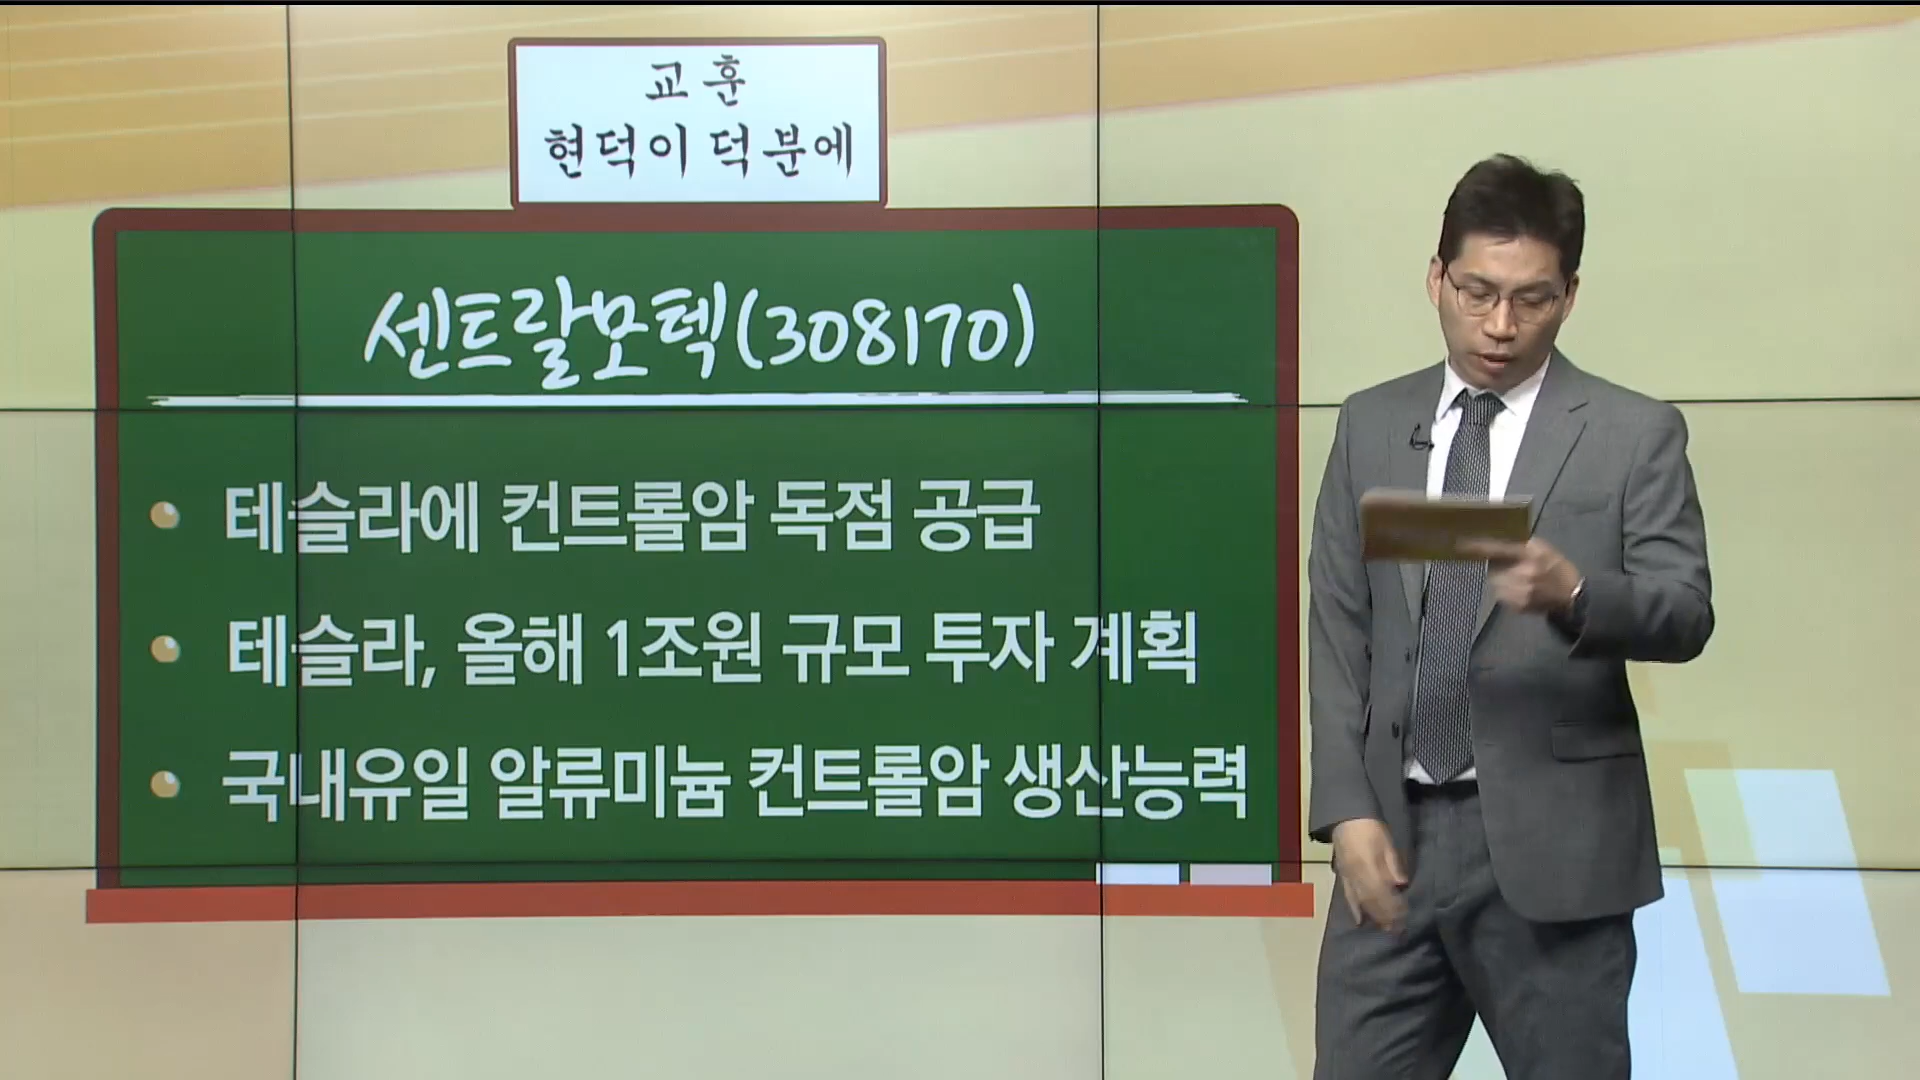 교훈
현덕이 덕분에
센트랄모텍(308170)
테슬라에 컨트롤암 독점 공급
테슬라, 올해 1조원 규모 투자 계획
국내유일 알류미늄 컨트롤암 생산능력